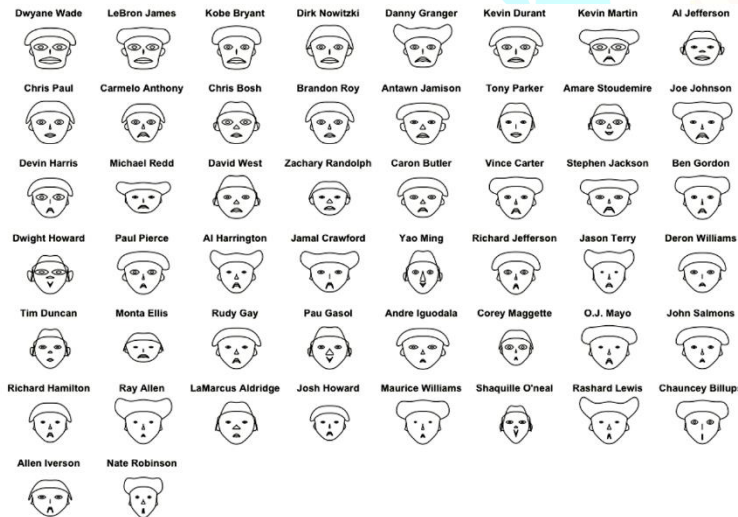 Dwyane Wade LeBron James Kobe Bryant Dirk Nowitzki Danny Granger Kevin Durant Kevin Martin Al Jefferson
Chris Paul Carmelo Anthony Chris Bosh Brandon Roy Antawn Jamison Tony Parker Amare Stoudemire Joe Johnson
Devin Harris Michael Redd David West Zachary Randolph Caron Butler Vince Carter Stephen Jackson Ben Gordon
Dwight Howard Paul Pierce Al Harrington Jamal Crawford Yao Ming Richard Jefferson Jason Terry Deron Williams
Tim Duncan Monta Ellis Rudy Gay Pau Gasol Andre Iguodala Corey Maggette O.J. Mayo John Salmons
Richard Hamilton Ray Allen LaMarcus Aldridge Josh Howard Maurice Williams Shaquille O'neal Rashard Lewis Chauncey Billup
Allen Iverson Nate Robinson